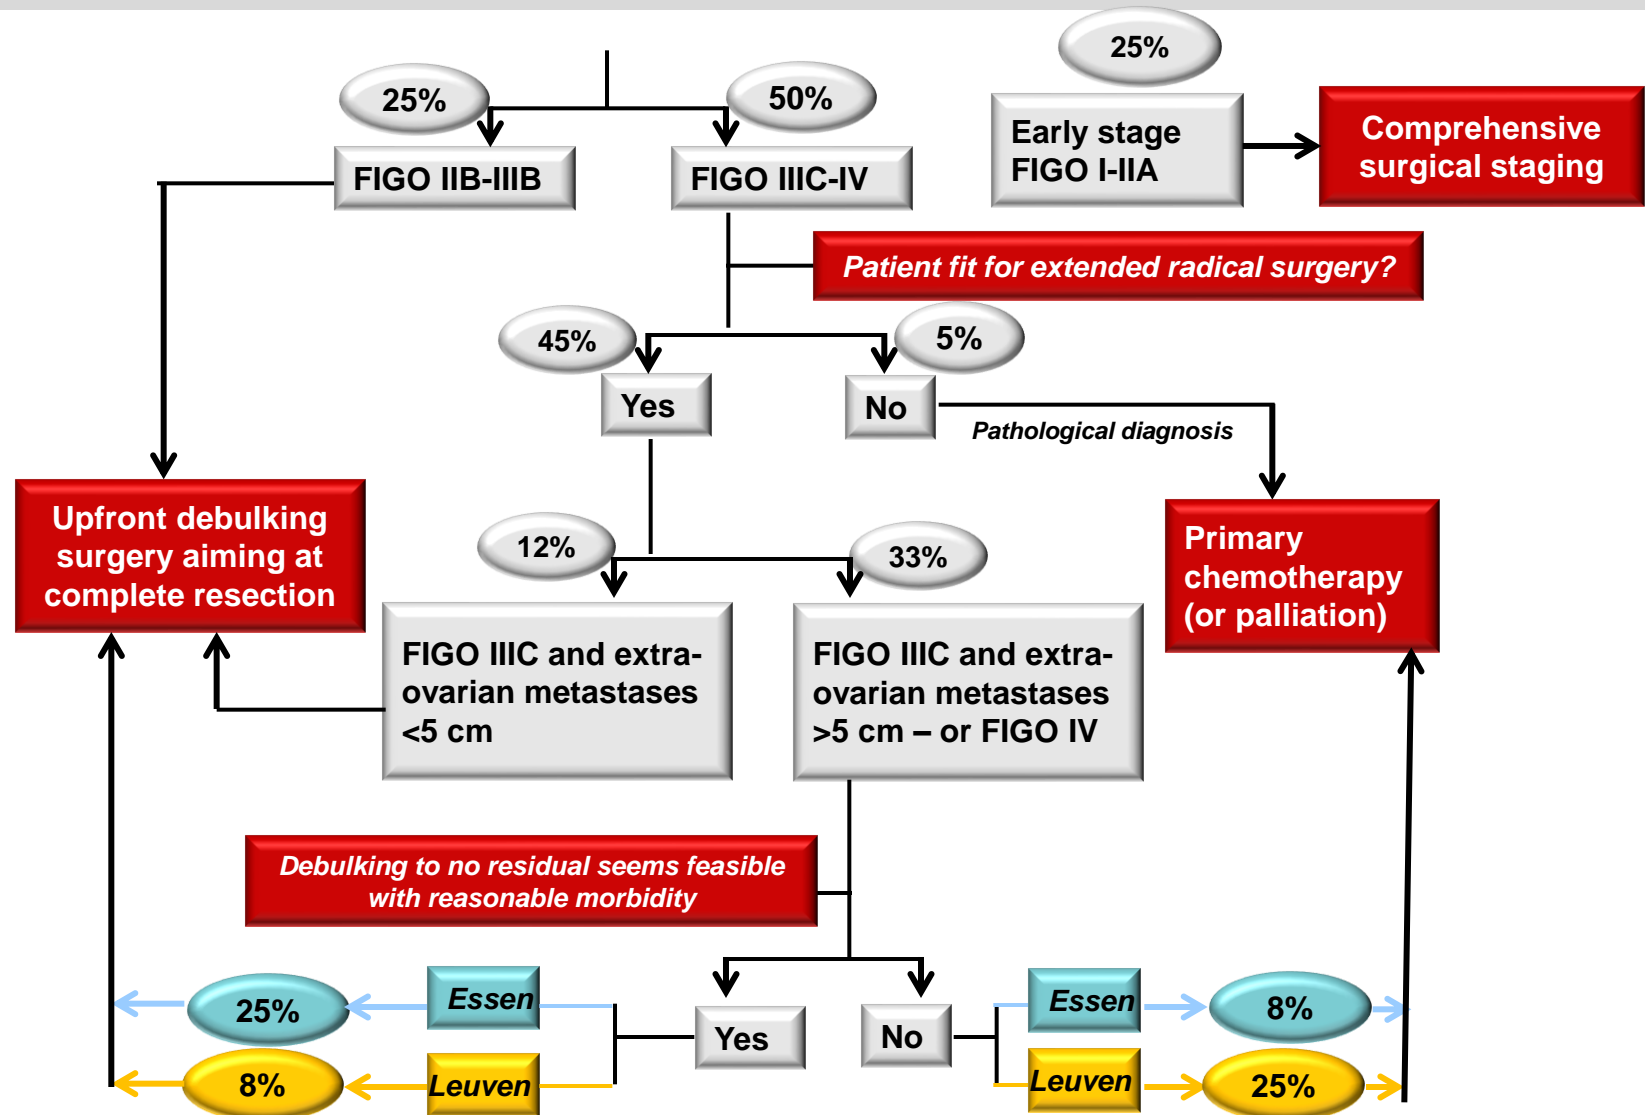 25%
25%
50%
Early stage
FIGO I-IIA
Comprehensive
surgical staging
FIGO IIB-IIIB
FIGO IIIC-IV
Patient fit for extended radical surgery?
45%
5%
Yes
No
Pathological diagnosis
Upfront debulking
surgery aiming at
complete resection
12%
33%
Primary
chemotherapy
(or palliation)
FIGO IIIC and extra-
ovarian metastases
<5 cm
FIGO IIIC and extra-
ovarian metastases
>5 cm – or FIGO IV
Debulking to no residual seems feasible
with reasonable morbidity
25%
Essen
Yes
No
Essen
8%
8%
Leuven
Leuven
25%